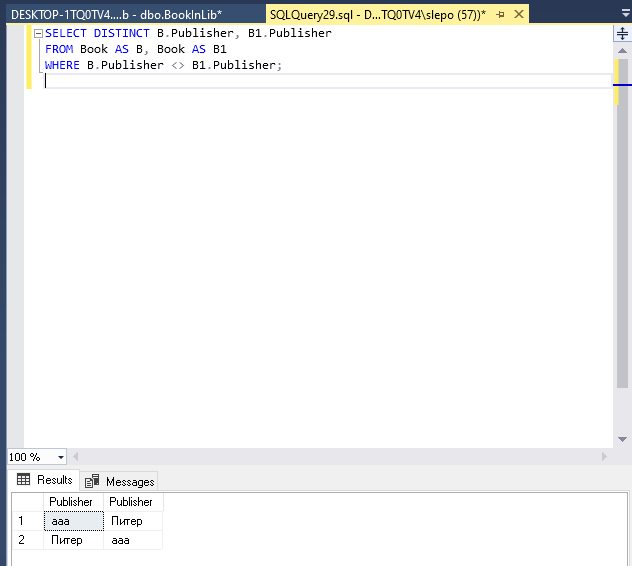 DESKTOP-1TQ0TV4....b - dbo.BookInLib*
SQLQuery29.sql - D...TQ0TV4\slepo (57))*
SELECT DISTINCT B.Publisher, B1.Publisher
FROM Book AS B, Book AS B1
WHERE B.Publisher <> B1.Publisher;
100 %
Results
Messages
Publisher Publisher
1 aaa Питер
2 Питер aaa